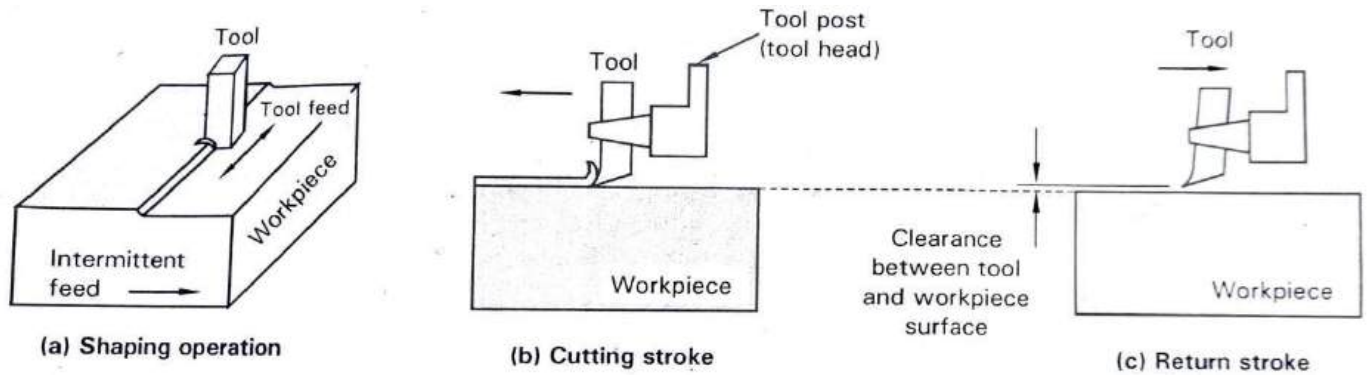 Tool
Tool feed
Workpiece
Intermittent
feed
(a) Shaping operation
Tool post
(tool head)
Tool
Workpiece
(b) Cutting stroke
Clearance
between tool
and workpiece
surface
Tool
Workpiece
(c) Return stroke